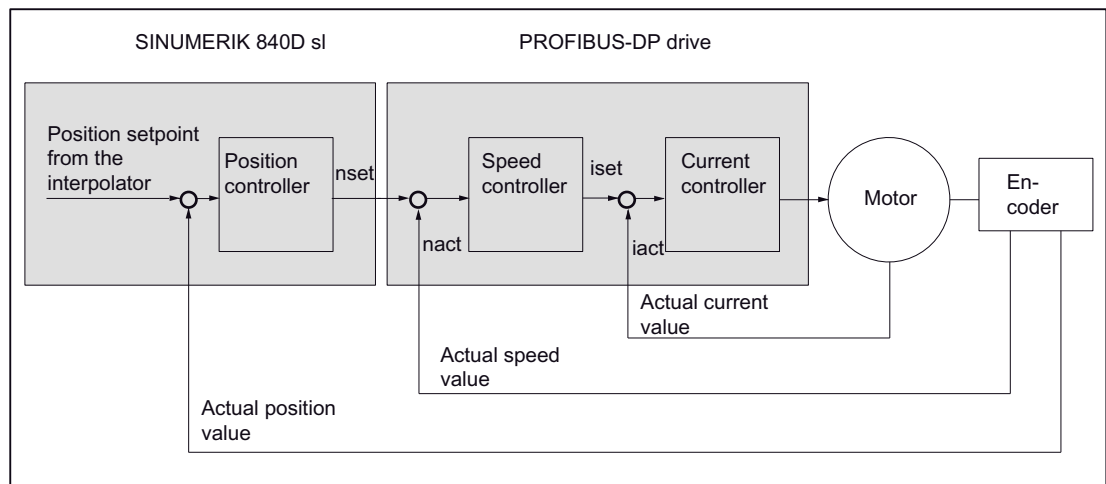 SINUMERIK 840D sl
PROFIBUS-DP drive
Position setpoint
from the
interpolator
Position
controller
nset
Speed
controller
iset
Current
controller
Motor
En-
coder
nact
iact
Actual current
value
Actual speed
value
Actual position
value